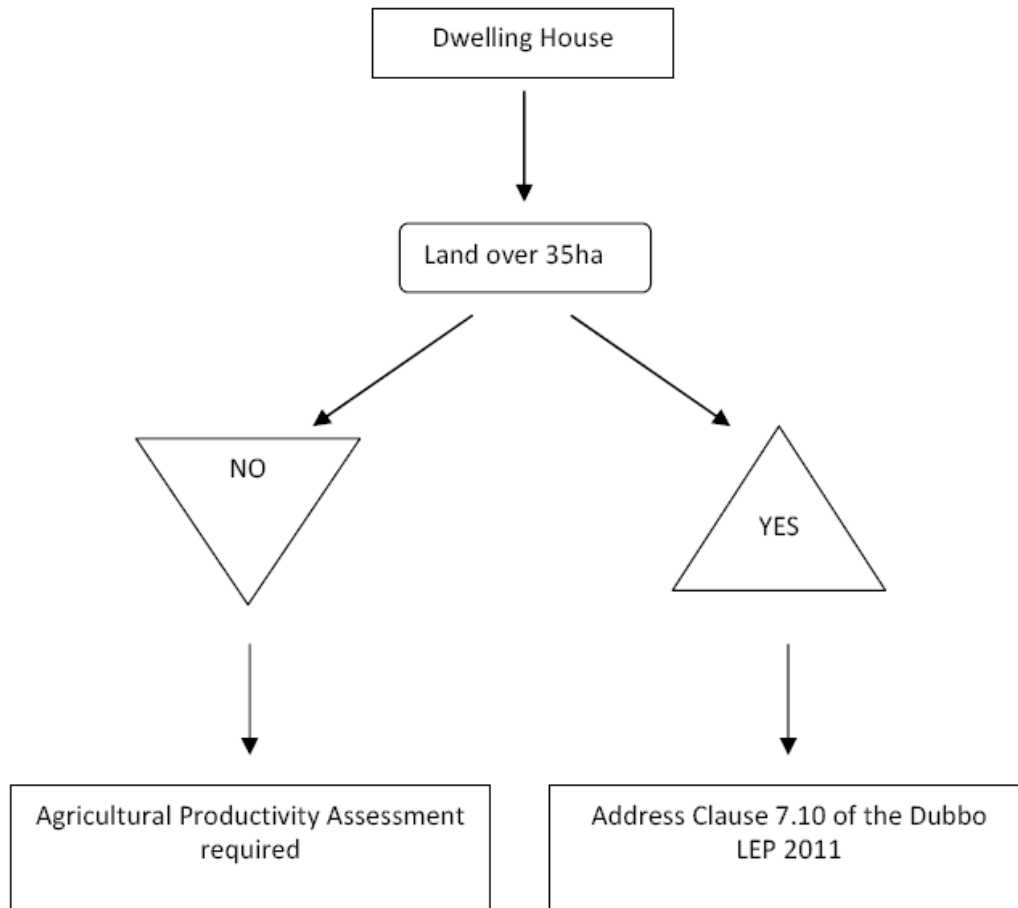 Dwelling House
Land over 35ha
NO
YES
Agricultural Productivity Assessment
required
Address Clause 7.10 of the Dubbo
LEP 2011